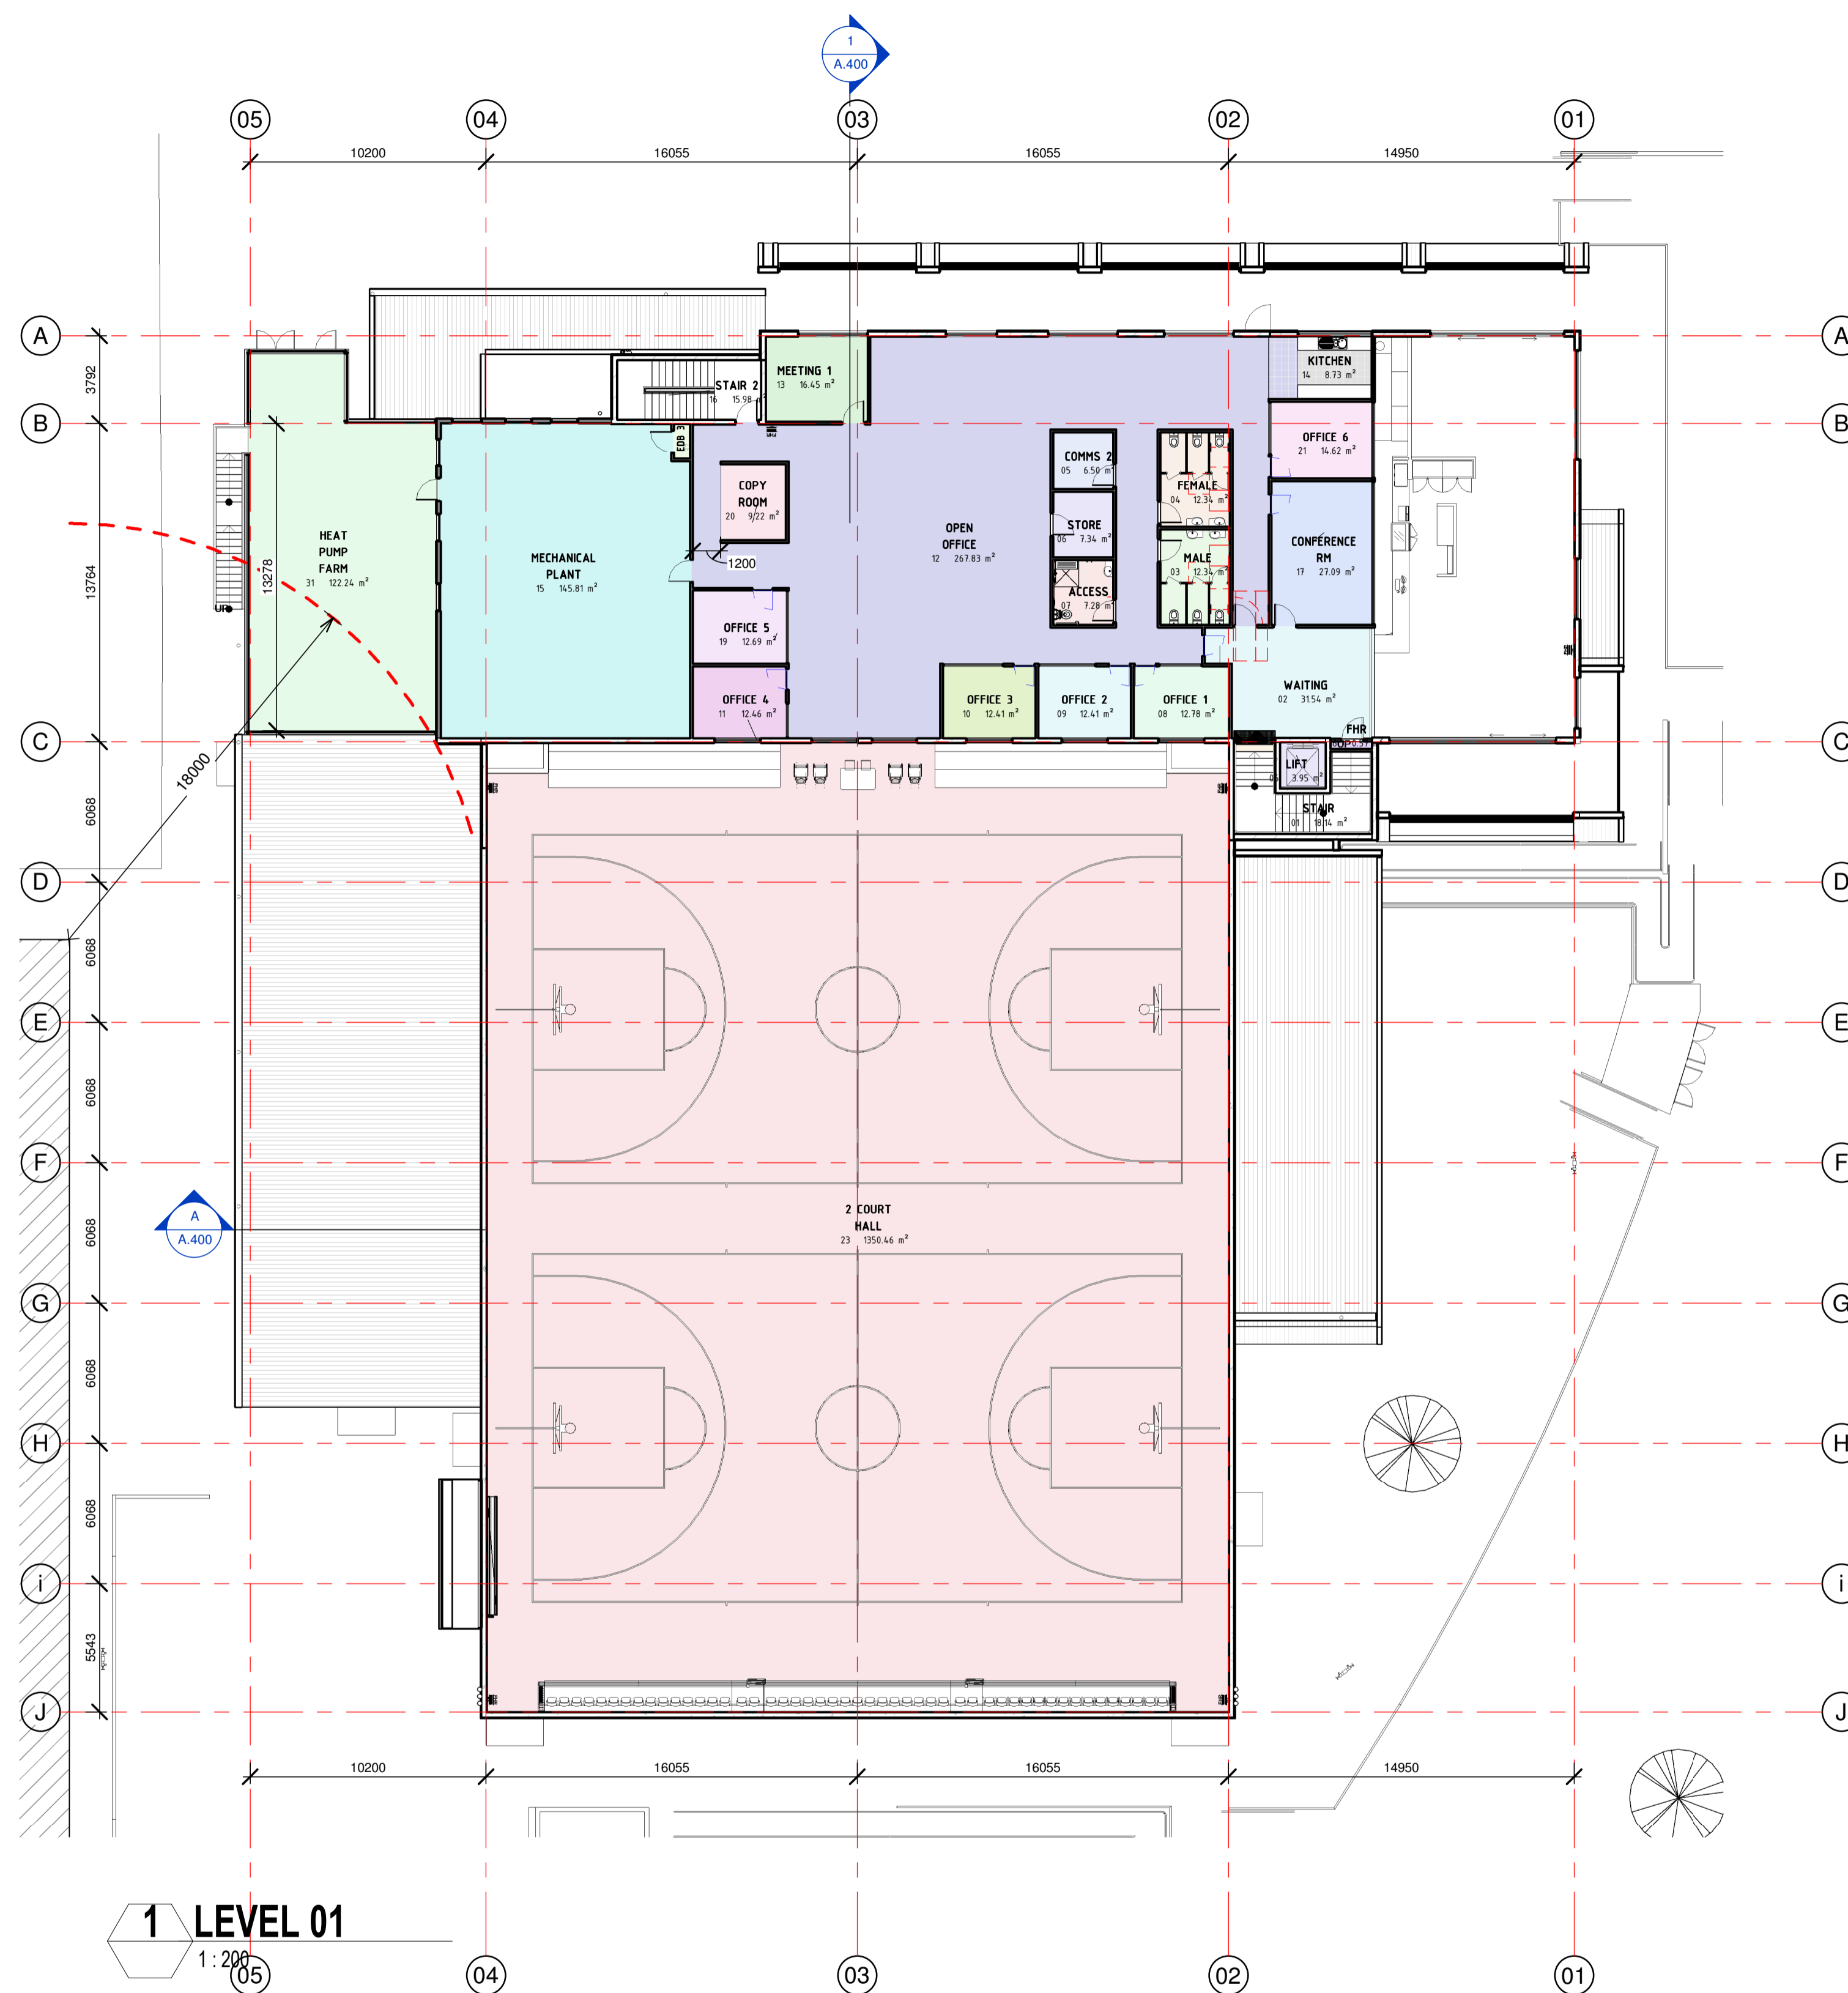 1
A.400
05 04 03 02 01
10200 16055 16055 14950
A A
3792
B B
MEETING 1
13 16.45 m²
STAIR 2
16 15.98 m²
KITCHEN
14 8.73 m²
EDB 3
OFFICE 6
21 14.62 m²
COMMS 2
05 6.50 m²
COPY
ROOM
20 9.22 m²
FEMALE
04 12.34 m²
STORE
06 7.34 m²
OPEN
OFFICE
12 267.83 m²
HEAT
PUMP
FARM
31 122.24 m²
MECHANICAL
PLANT
15 145.81 m²
CONFERENCE
RM
17 27.09 m²
MALE
03 12.34 m²
1200
13764
13278
ACCESS
07 7.28 m²
UP
OFFICE 5
19 12.69 m²
OFFICE 4
11 12.46 m²
OFFICE 3
10 12.41 m²
OFFICE 2
09 12.41 m²
OFFICE 1
08 12.78 m²
WAITING
02 31.54 m²
FHR
UP
C C
18000
LIFT
3.95 m²
STAIR
01 18.14 m²
6068
D D
6068
E E
6068
F F
2 COURT
HALL
23 1350.46 m²
A
A.400
6068
G G
6068
H H
6068
i i
5543
J J
10200 16055 16055 14950
1 LEVEL 01
1 : 200
05 04 03 02 01